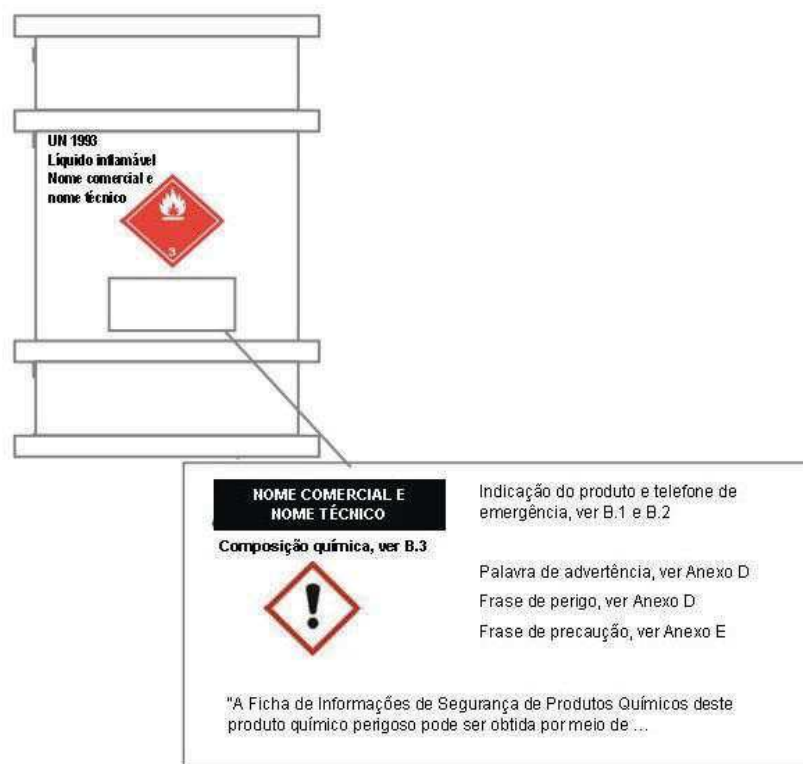 UN 1993
Líquido inflamável
Nome comercial e
nome técnico
3
NOME COMERCIAL E
NOME TÉCNICO
Composição química, ver B.3
!
Indicação do produto e telefone de
emergência, ver B.1 e B.2
Palavra de advertência, ver Anexo D
Frase de perigo, ver Anexo D
Frase de precaução, ver Anexo E
"A Ficha de Informações de Segurança de Produtos Químicos deste
produto químico perigoso pode ser obtida por meio de ...